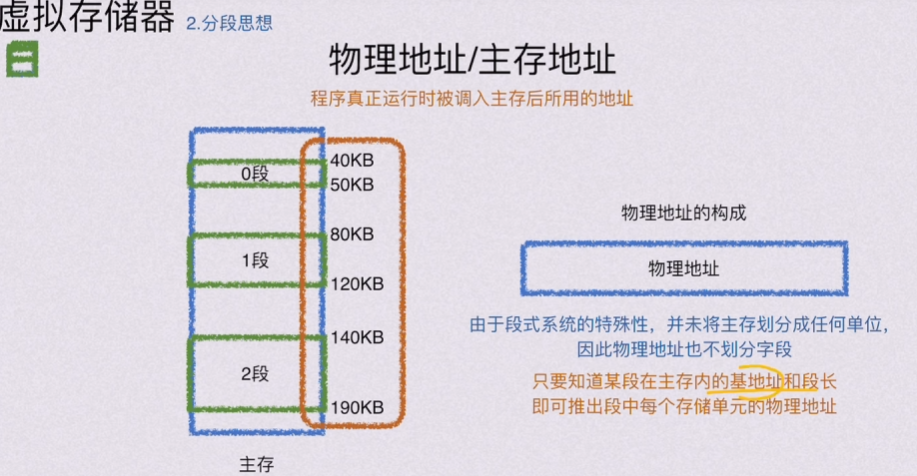 虚拟存储器 2.分段思想
物理地址/主存地址
程序真正运行时被调入主存后所用的地址
40KB
0段
50KB
80KB
1段
120KB
140KB
2段
190KB
主存
物理地址的构成
物理地址
由于段式系统的特殊性，并未将主存划分成任何单位，
因此物理地址也不划分字段
只要知道某段在主存内的基地址和段长
即可推出段中每个存储单元的物理地址